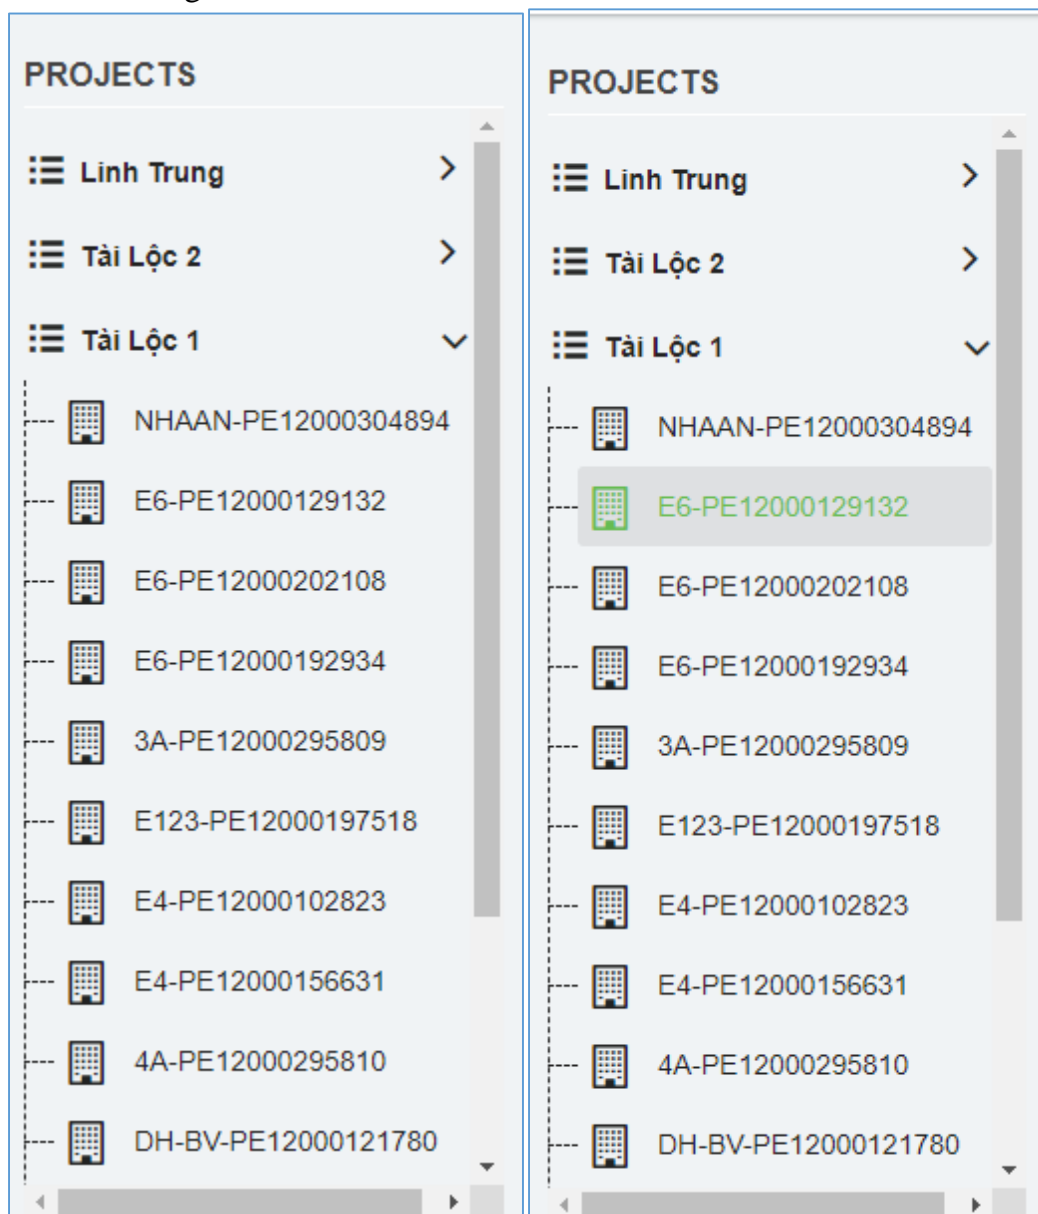 PROJECTS
Linh Trung
Tài Lộc 2
Tài Lộc 1
NHAAN-PE12000304894
E6-PE12000129132
E6-PE12000202108
E6-PE12000192934
3A-PE12000295809
E123-PE12000197518
E4-PE12000102823
E4-PE12000156631
4A-PE12000295810
DH-BV-PE12000121780
PROJECTS
Linh Trung
Tài Lộc 2
Tài Lộc 1
NHAAN-PE12000304894
E6-PE12000129132
E6-PE12000202108
E6-PE12000192934
3A-PE12000295809
E123-PE12000197518
E4-PE12000102823
E4-PE12000156631
4A-PE12000295810
DH-BV-PE12000121780